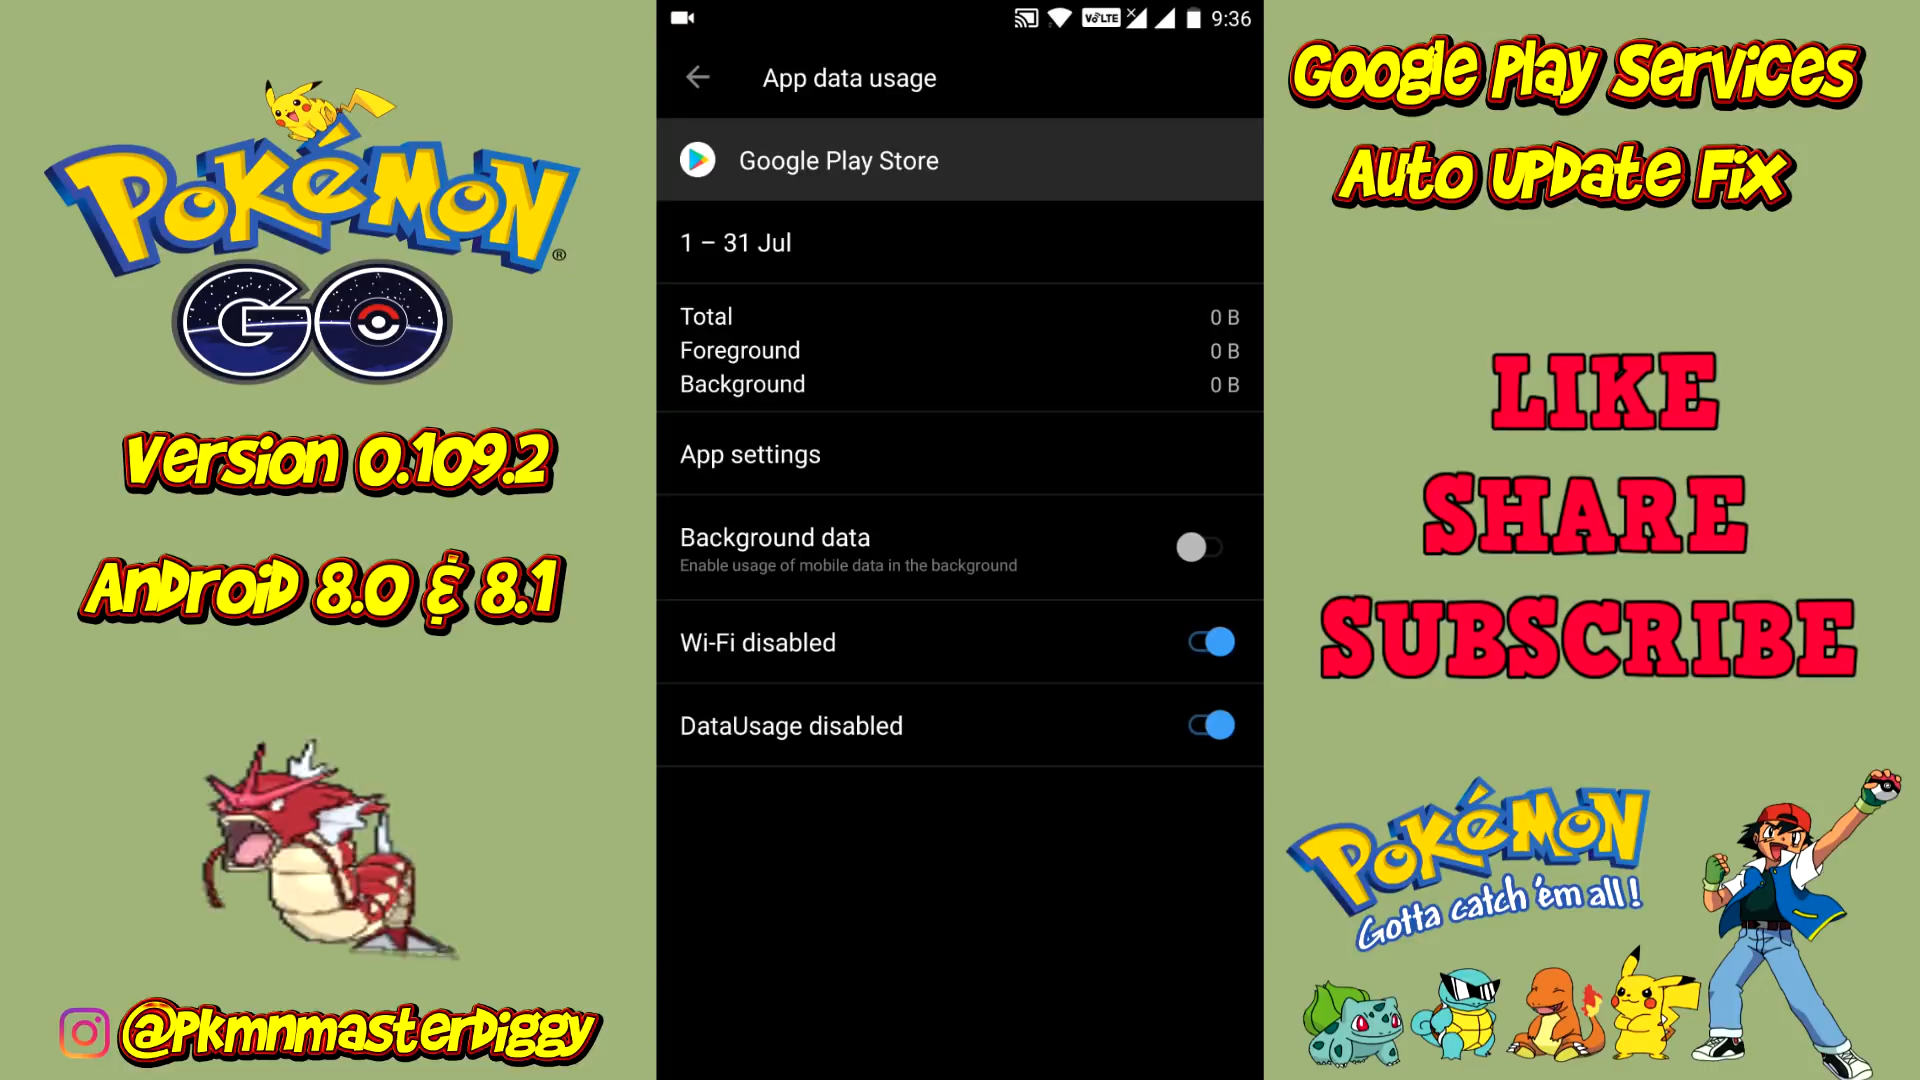 POKéMON
®
GO
Version 0.109.2
Android 8.0 & 8.1
@PKmnmasterDiggy
VoLTE
9:36
App data usage
Google Play Store
1 – 31 Jul
Total 0 B
Foreground 0 B
Background 0 B
App settings
Background data
Enable usage of mobile data in the background
Wi-Fi disabled
DataUsage disabled
Google Play Services
Auto Update Fix
LIKE
SHARE
SUBSCRIBE
POKéMON
Gotta catch 'em all!